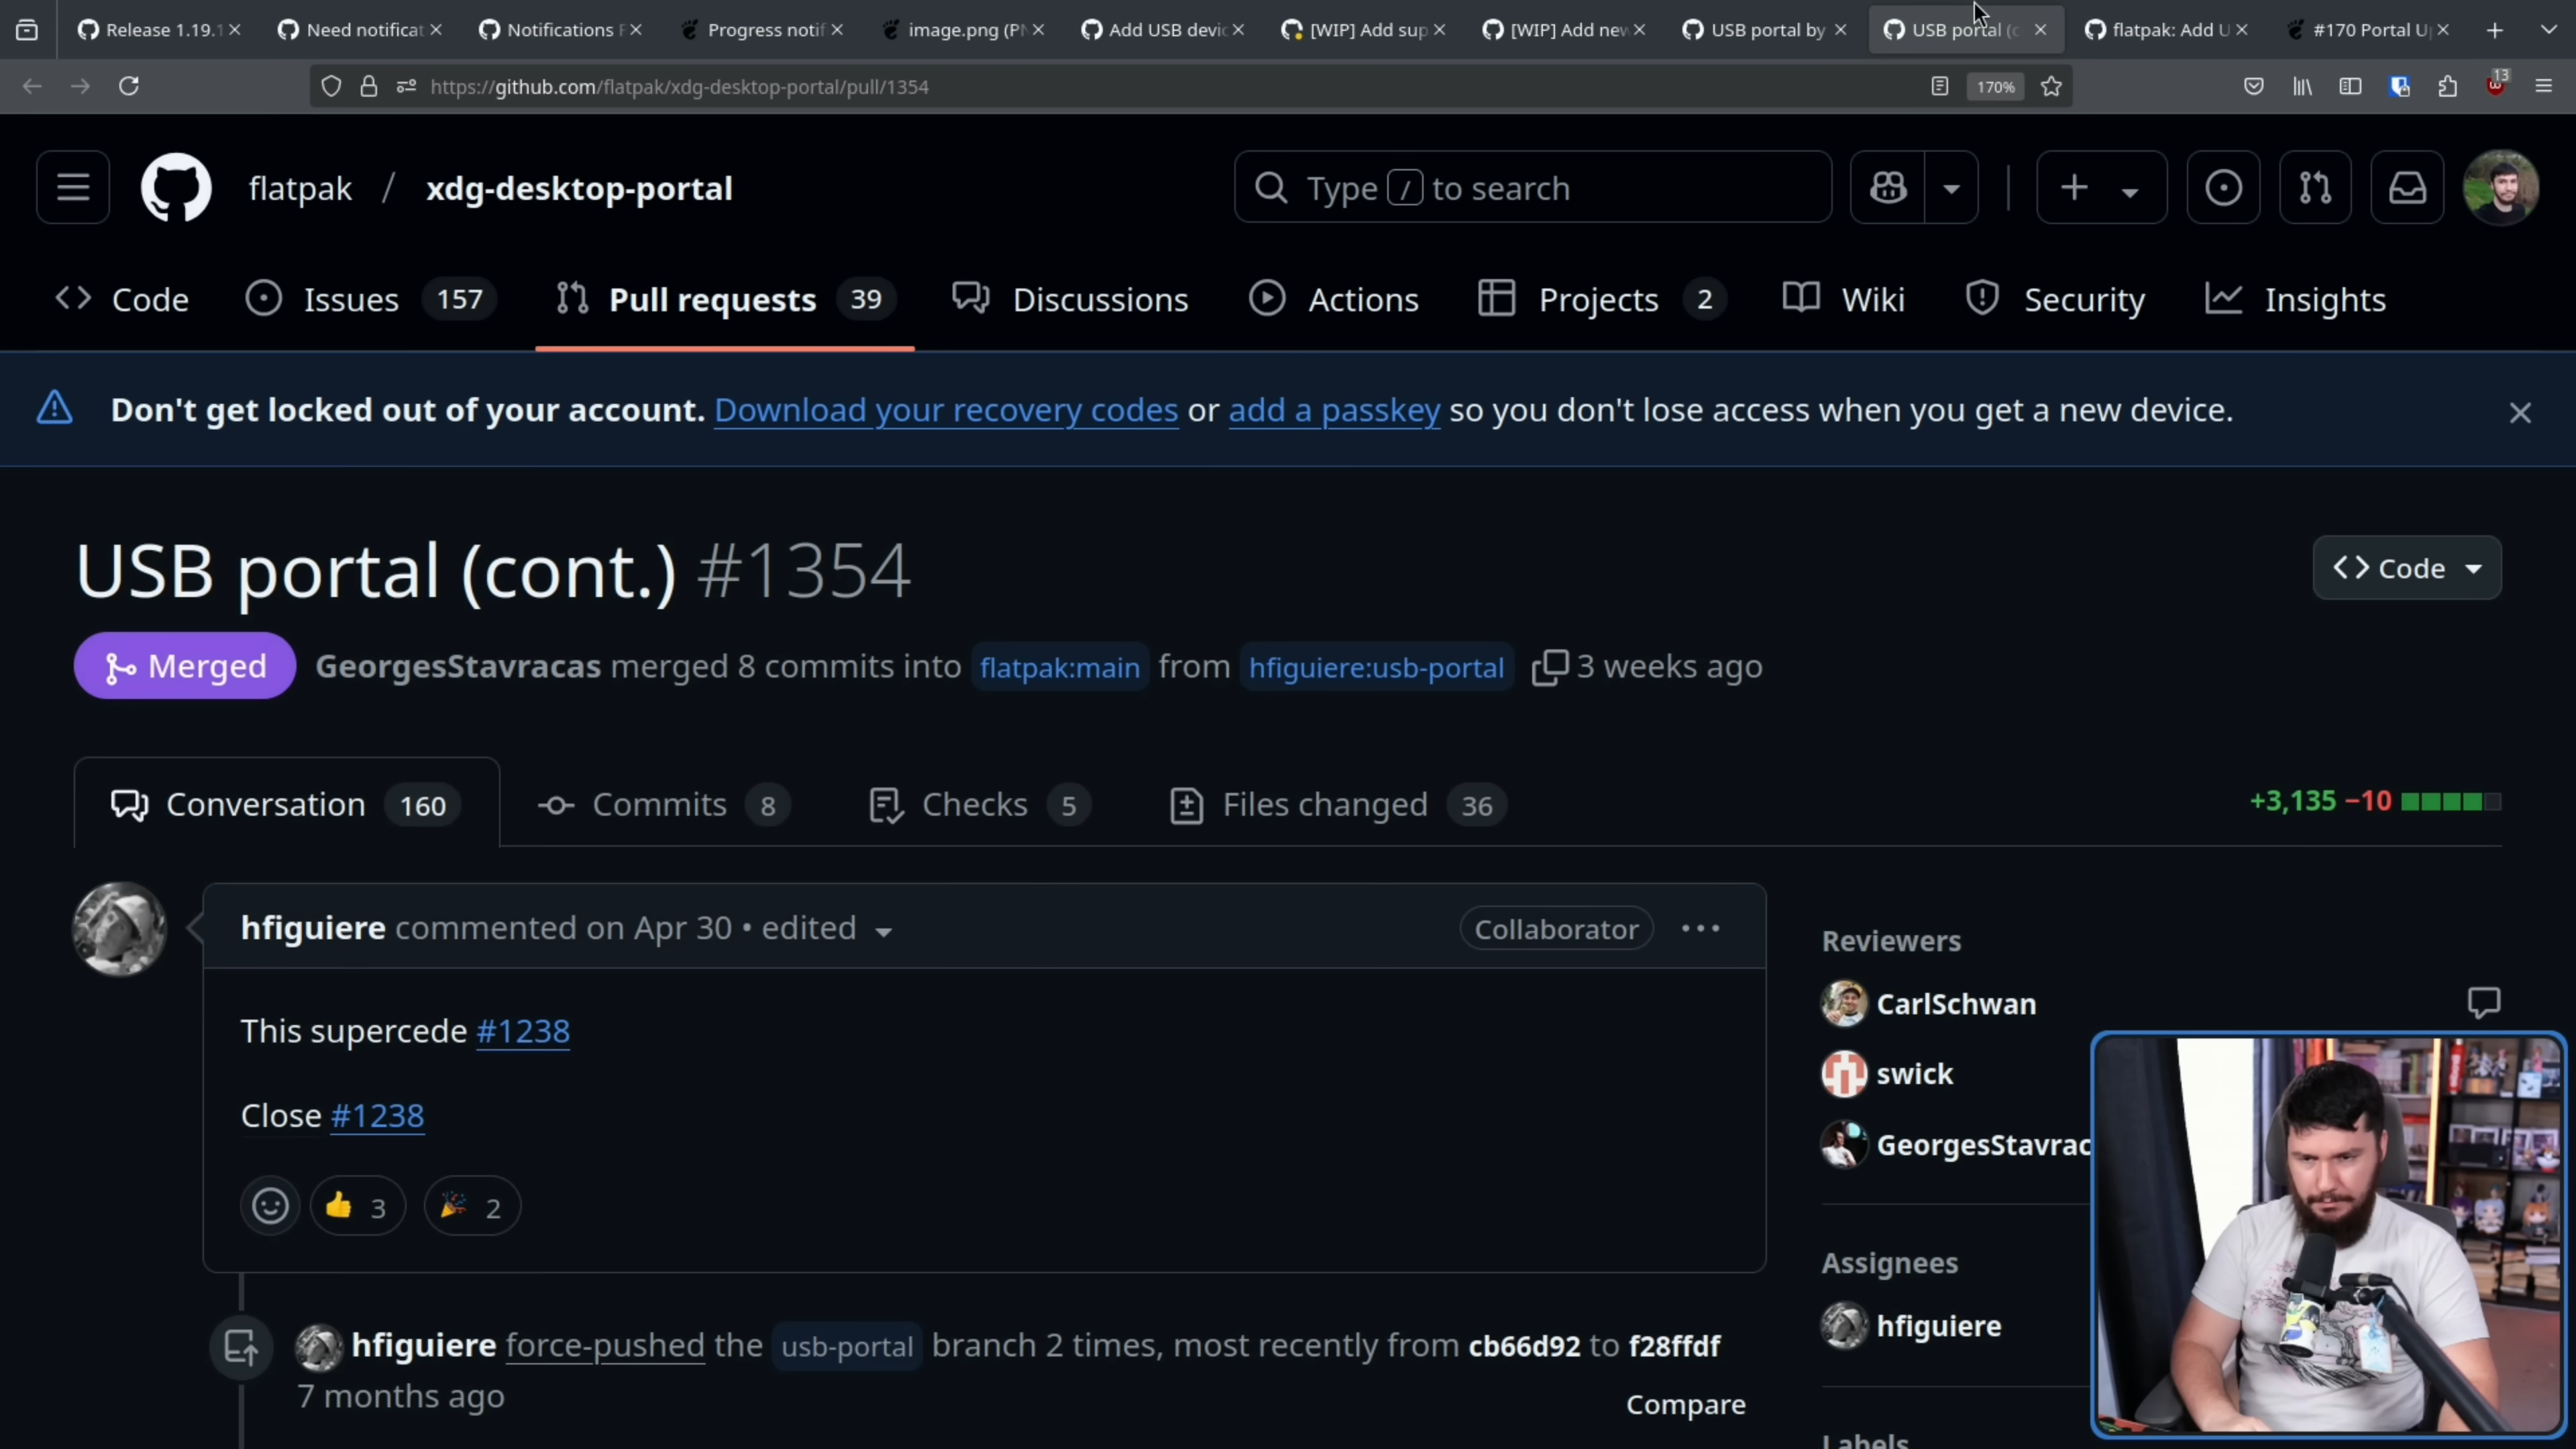 Release 1.19.1
Need notificat
Notifications F
Progress notif
image.png (PN
Add USB devic
[WIP] Add sup
[WIP] Add new
USB portal by
USB portal (c
flatpak: Add U
#170 Portal U
https://github.com/flatpak/xdg-desktop-portal/pull/1354
170%
13
flatpak / xdg-desktop-portal
Type / to search
Code
Issues 157
Pull requests 39
Discussions
Actions
Projects 2
Wiki
Security
Insights
Don't get locked out of your account. Download your recovery codes or add a passkey so you don't lose access when you get a new device.
USB portal (cont.) #1354
Code
Merged GeorgesStavracas merged 8 commits into flatpak:main from hfiguiere:usb-portal 3 weeks ago
Conversation 160
Commits 8
Checks 5
Files changed 36
+3,135 −10
hfiguiere commented on Apr 30 • edited
Collaborator
This supercede #1238
Close #1238
👍 3 🎉 2
hfiguiere force-pushed the usb-portal branch 2 times, most recently from cb66d92 to f28ffdf
7 months ago
Compare
Reviewers
CarlSchwan
swick
GeorgesStavrac
Assignees
hfiguiere
Labels